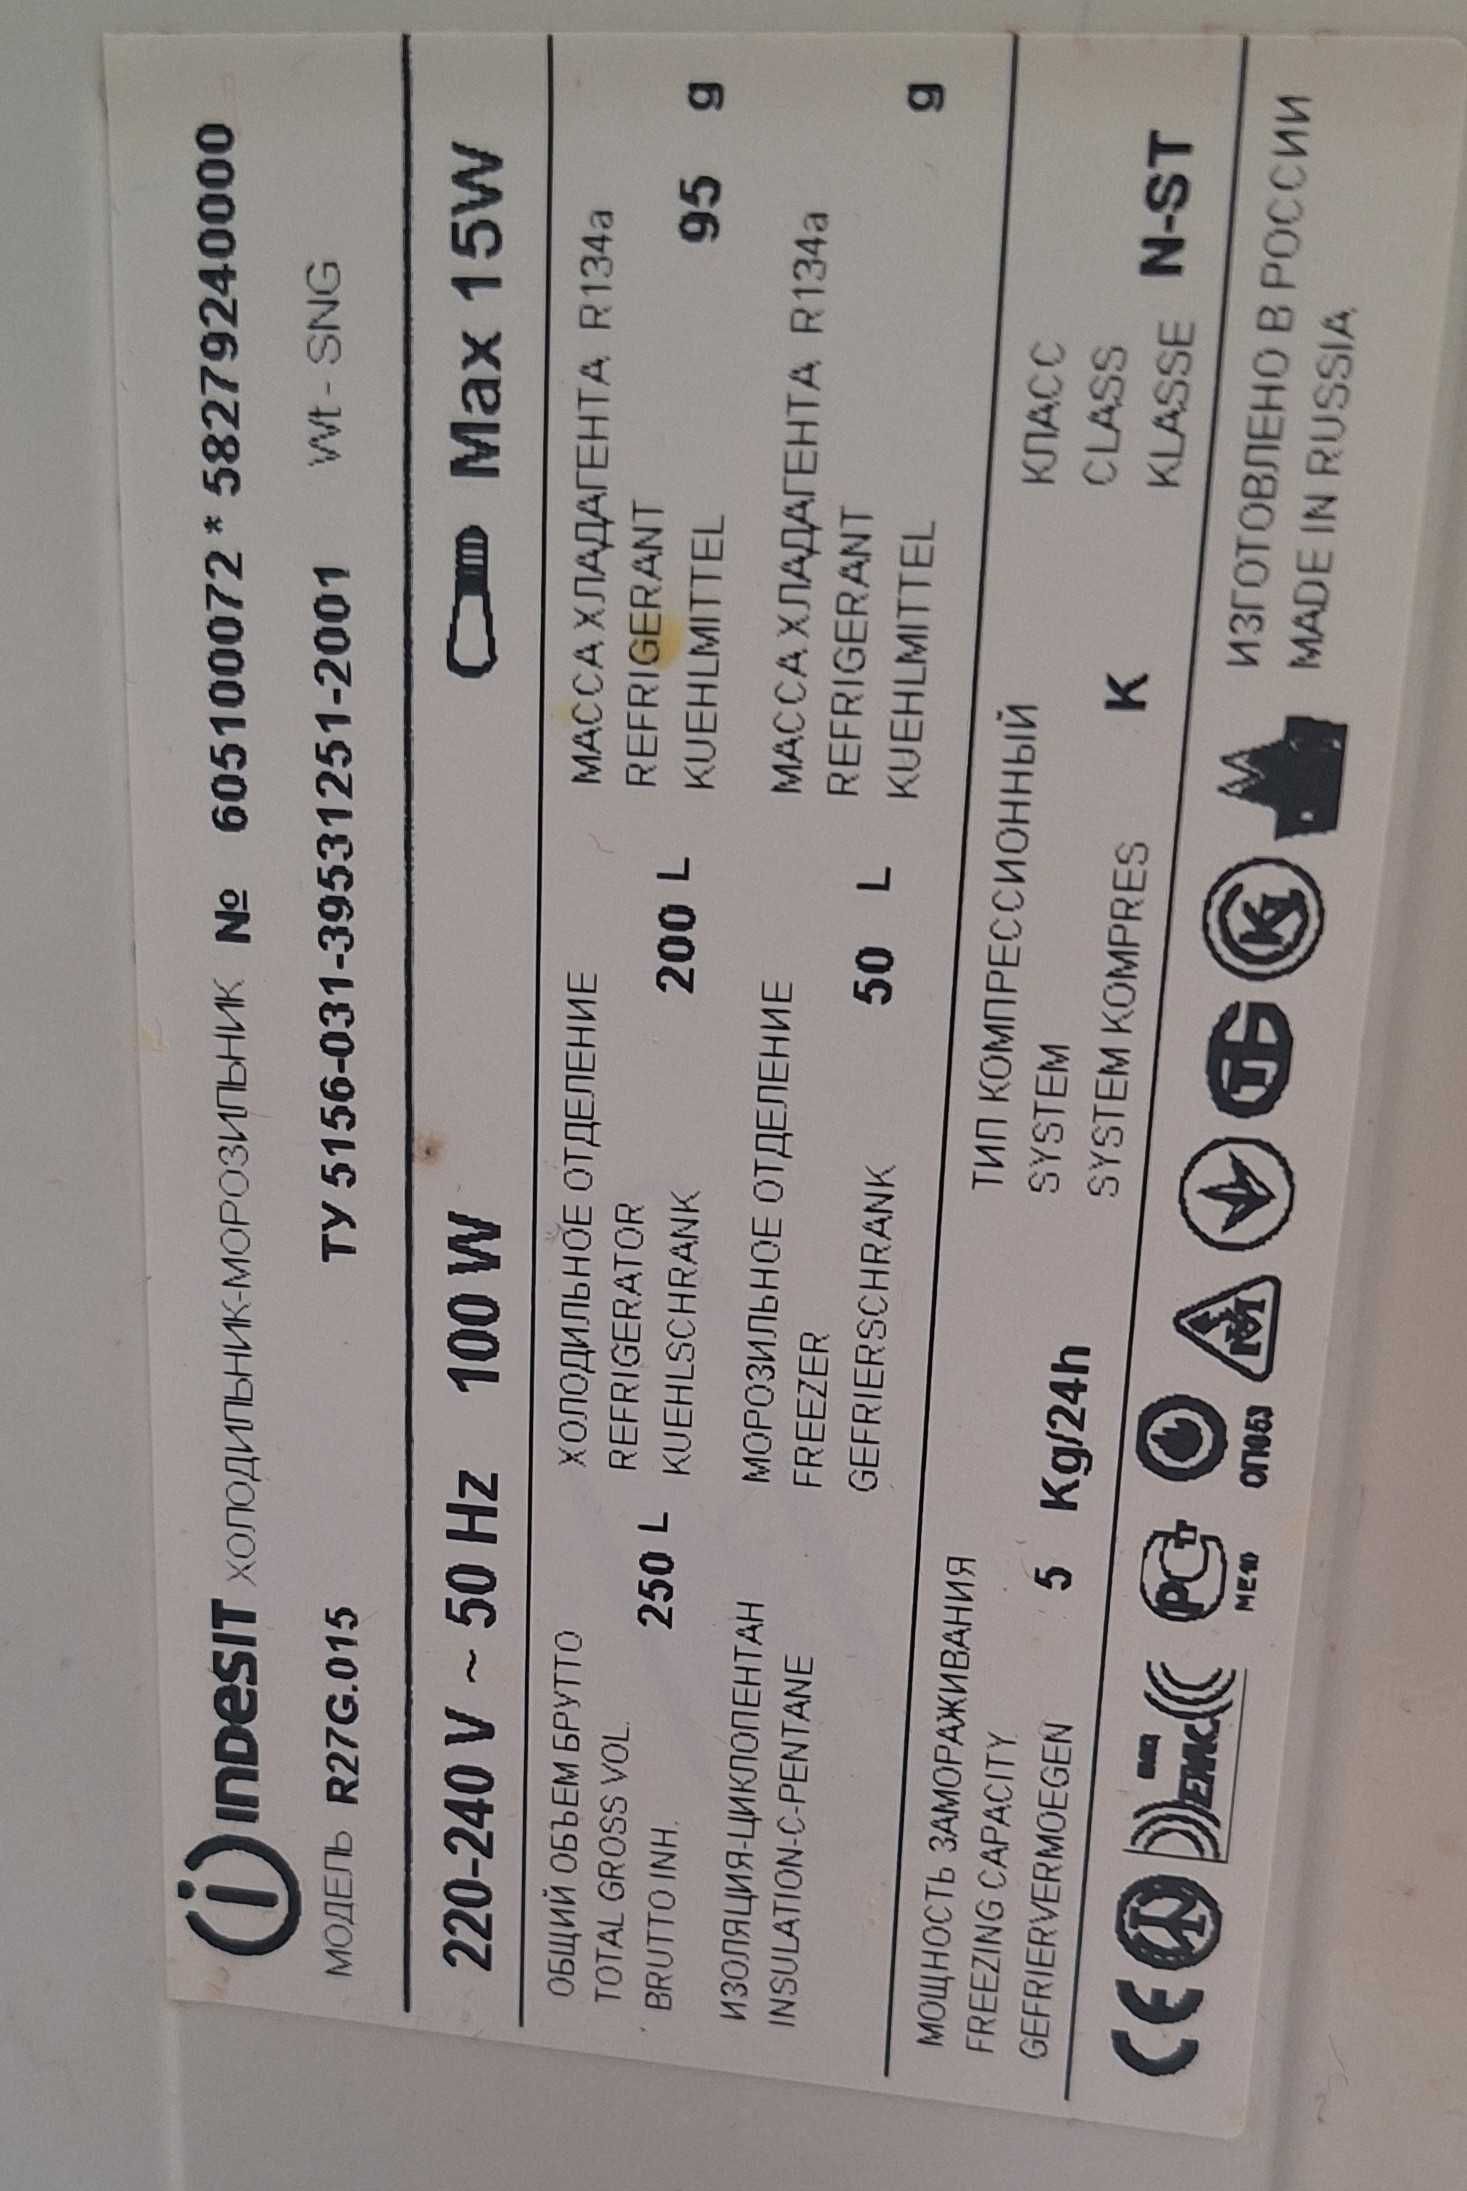 INDESIT ХОЛОДИЛЬНИК-МОРОЗИЛЬНИК № 605100072 * 58279240000
МОДЕЛЬ R27G.015 ТУ 5156-031-39531251-2001 Wt - SNG
220-240 V ~ 50 Hz 100 W Max 15W
ОБЩИЙ ОБЪЕМ БРУТТО
TOTAL GROSS VOL.
BRUTTO INH.
250 L
ХОЛОДИЛЬНОЕ ОТДЕЛЕНИЕ
REFRIGERATOR
KUEHLSCHRANK
200 L
МАССА ХЛАДАГЕНТА R134a
REFRIGERANT
KUEHLMITTEL
95 g
ИЗОЛЯЦИЯ-ЦИКЛОПЕНТАН
INSULATION-C-PENTANE
МОРОЗИЛЬНОЕ ОТДЕЛЕНИЕ
FREEZER
GEFRIERSCHRANK
50 L
МАССА ХЛАДАГЕНТА R134a
REFRIGERANT
KUEHLMITTEL
g
МОЩНОСТЬ ЗАМОРАЖИВАНИЯ
FREEZING CAPACITY
GEFRIERVERMOEGEN
5 Kg/24h
ТИП КОМПРЕССИОННЫЙ
SYSTEM
SYSTEM KOMPRES
K
КЛАСС
CLASS
KLASSE N-ST
CE
РСТ
ME10
ОП063
ИЗГОТОВЛЕНО В РОССИИ
MADE IN RUSSIA